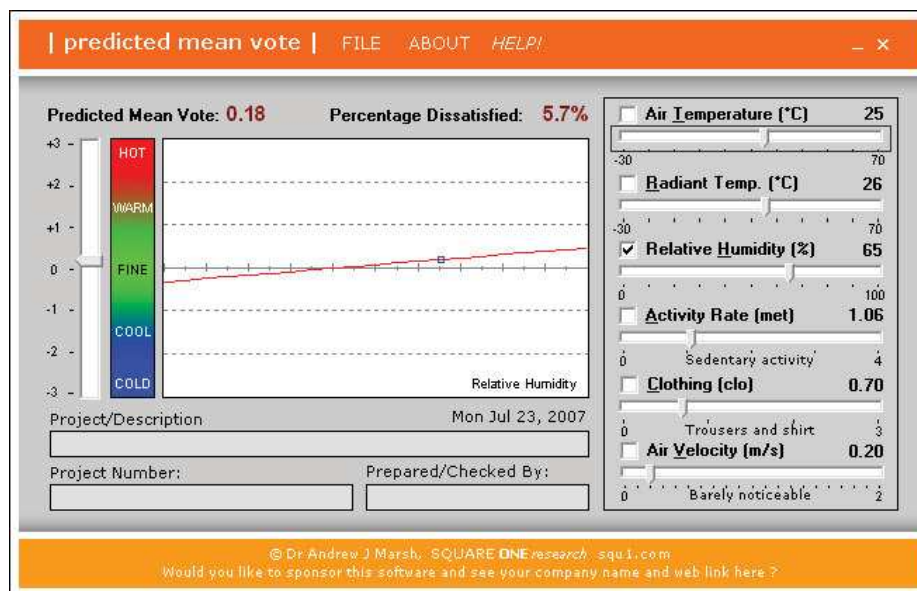 | predicted mean vote | FILE ABOUT HELP! _ ×
Predicted Mean Vote: 0.18 Percentage Dissatisfied: 5.7%
+3 -
+2 -
+1 -
0 -
-1 -
-2 -
-3 -
HOT
WARM
FINE
COOL
COLD
Relative Humidity
Project/Description Mon Jul 23, 2007
Project Number: Prepared/Checked By:
Air Temperature (°C) 25
-30 70
Radiant Temp. (°C) 26
-30 70
Relative Humidity (%) 65
0 100
Activity Rate (met) 1.06
0 Sedentary activity 4
Clothing (clo) 0.70
0 Trousers and shirt 3
Air Velocity (m/s) 0.20
0 Barely noticeable 2
© Dr Andrew J Marsh, SQUARE ONE research squ1.com
Would you like to sponsor this software and see your company name and web link here ?